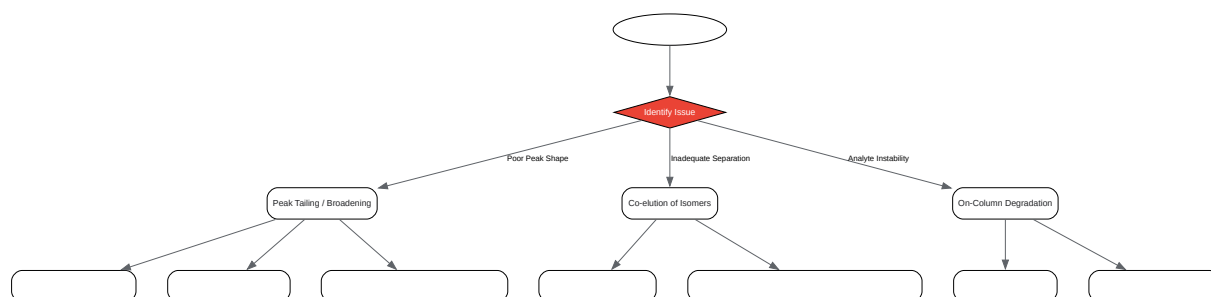 Identify Issue
Poor Peak Shape
Inadequate Separation
Analyte Instability
Peak Tailing / Broadening
Co-elution of Isomers
On-Column Degradation